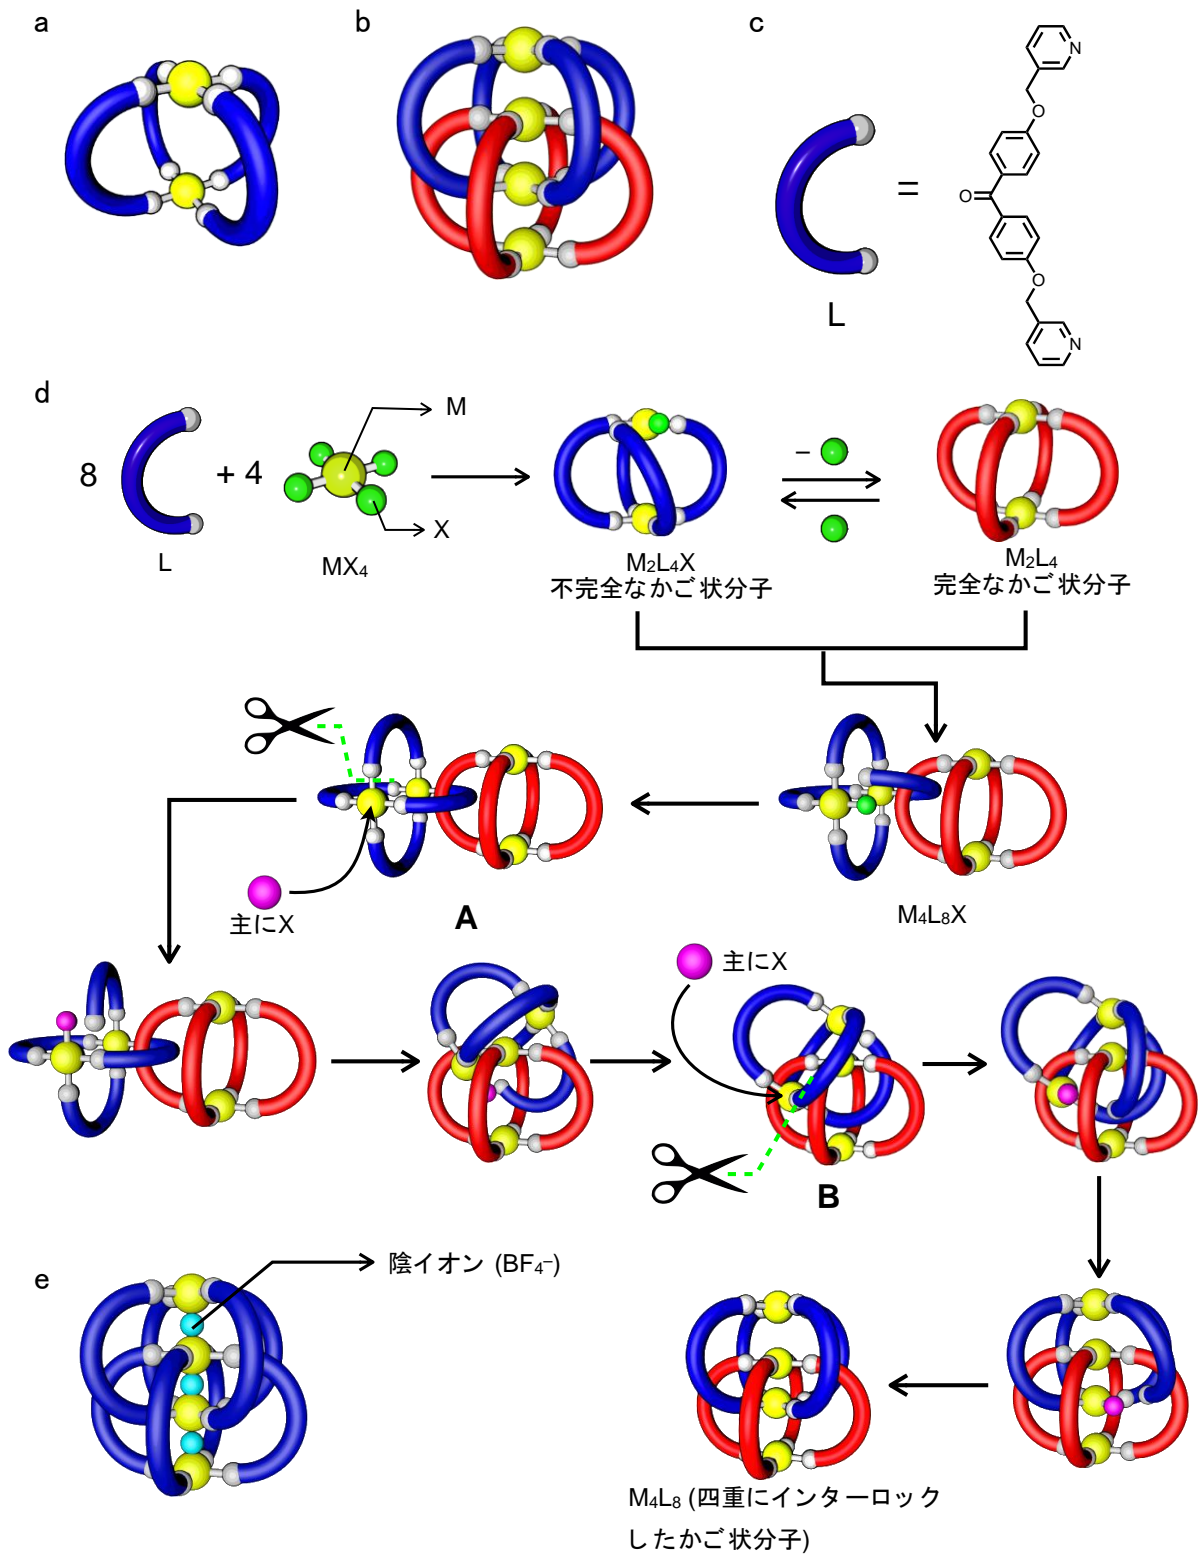 a
b
c
N
O
O
O
N
=
L
d
8
+ 4
M
X
L
MX₄
M₂L₄X
不完全なかご状分子
–
M₂L₄
完全なかご状分子
主にX
A
M₄L₈X
主にX
B
e
陰イオン (BF₄⁻)
M₄L₈ (四重にインターロック
したかご状分子)